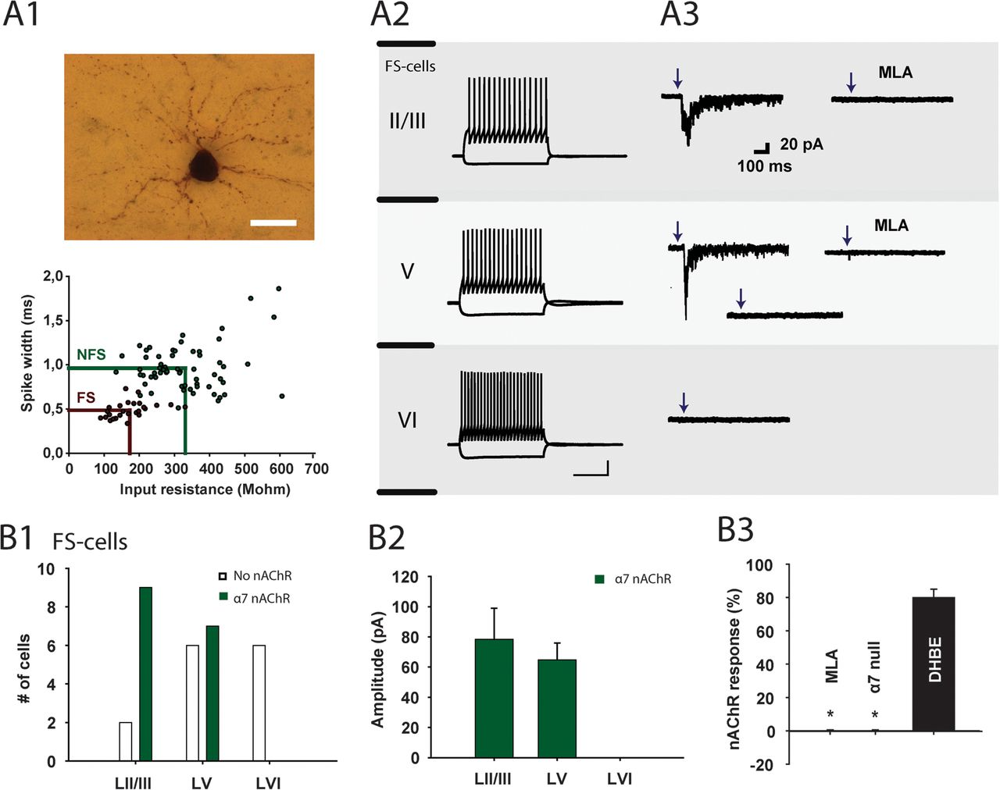 A1
A2
A3
FS-cells
II/III
MLA
20 pA
100 ms
V
MLA
VI
2,0
1,5
1,0
0,5
0,0
Spike width (ms)
NFS
FS
0 100 200 300 400 500 600 700
Input resistance (Mohm)
B1 FS-cells
10
8
6
4
2
0
# of cells
No nAChR
α7 nAChR
LII/III LV LVI
B2
120
100
80
60
40
20
0
Amplitude (pA)
α7 nAChR
LII/III LV LVI
B3
100
80
60
40
20
0
-20
nAChR response (%)
MLA
α7 null
DHBE
* *